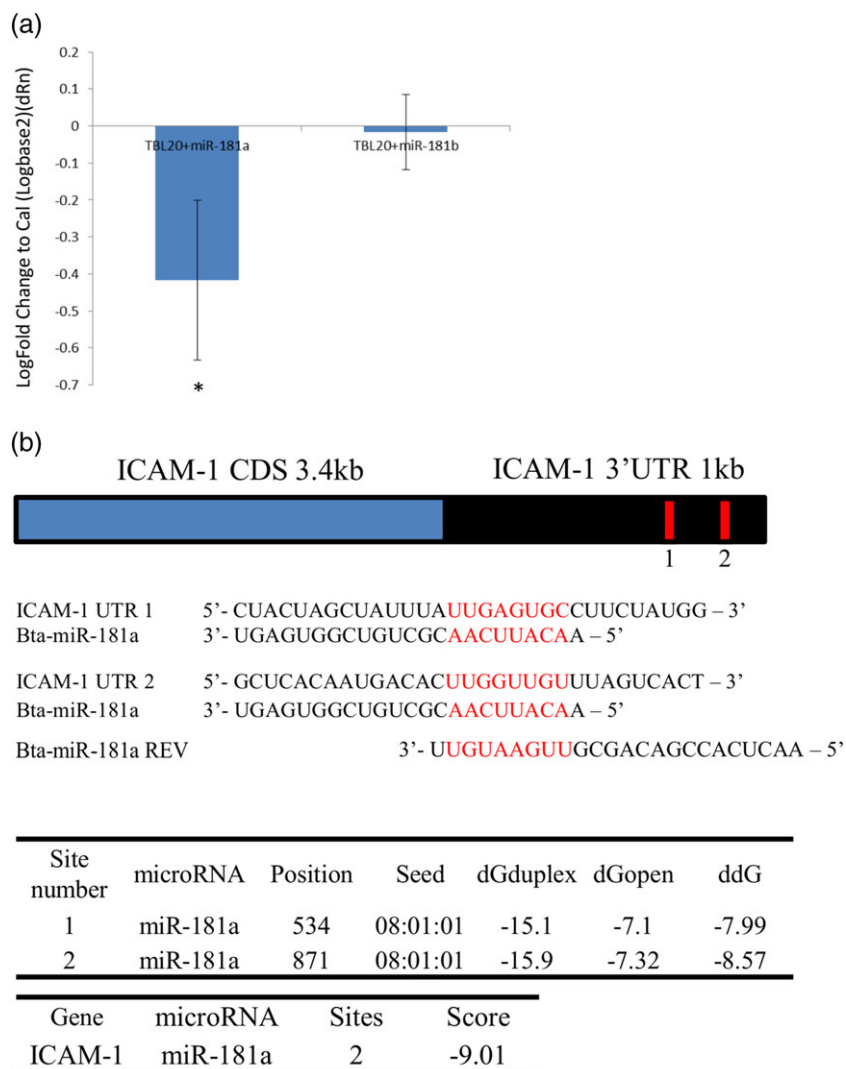 (a)
0.2
0.1
0
-0.1
-0.2
-0.3
-0.4
-0.5
-0.6
-0.7
LogFold Change to Cal (Logbase2)(dRn)
TBL20+miR-181a TBL20+miR-181b
*
(b)
ICAM-1 CDS 3.4kb ICAM-1 3’UTR 1kb
1 2
ICAM-1 UTR 1 5’- CUACUAGCUAUUUAUUGAGUGCCUUCUAUGG – 3’
Bta-miR-181a 3’- UGAGUGGCUGUCGCAACUUACAA – 5’
ICAM-1 UTR 2 5’- GCUCACAAUGACACUUGGUUGUUUAGUCACT – 3’
Bta-miR-181a 3’- UGAGUGGCUGUCGCAACUUACAA – 5’
Bta-miR-181a REV 3’- UUGUAAGUUGCGACAGCCACUCAA – 5’
Site number microRNA Position Seed dGduplex dGopen ddG
1 miR-181a 534 08:01:01 -15.1 -7.1 -7.99
2 miR-181a 871 08:01:01 -15.9 -7.32 -8.57
Gene microRNA Sites Score
ICAM-1 miR-181a 2 -9.01